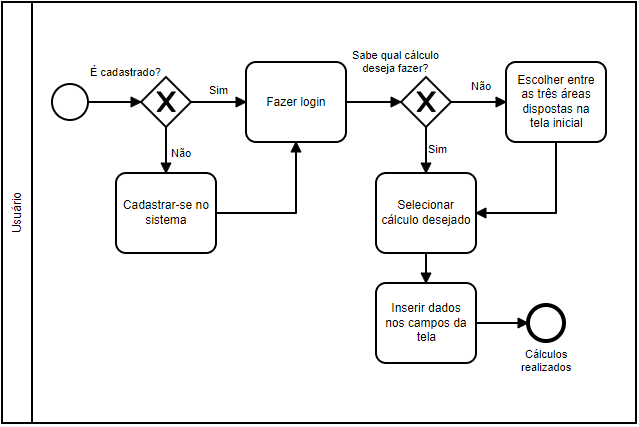 Usuário
É cadastrado?
Sim
Não
Cadastrar-se no
sistema
Fazer login
Sabe qual cálculo
deseja fazer?
Não
Escolher entre
as três áreas
dispostas na
tela inicial
Sim
Selecionar
cálculo desejado
Inserir dados
nos campos da
tela
Cálculos
realizados